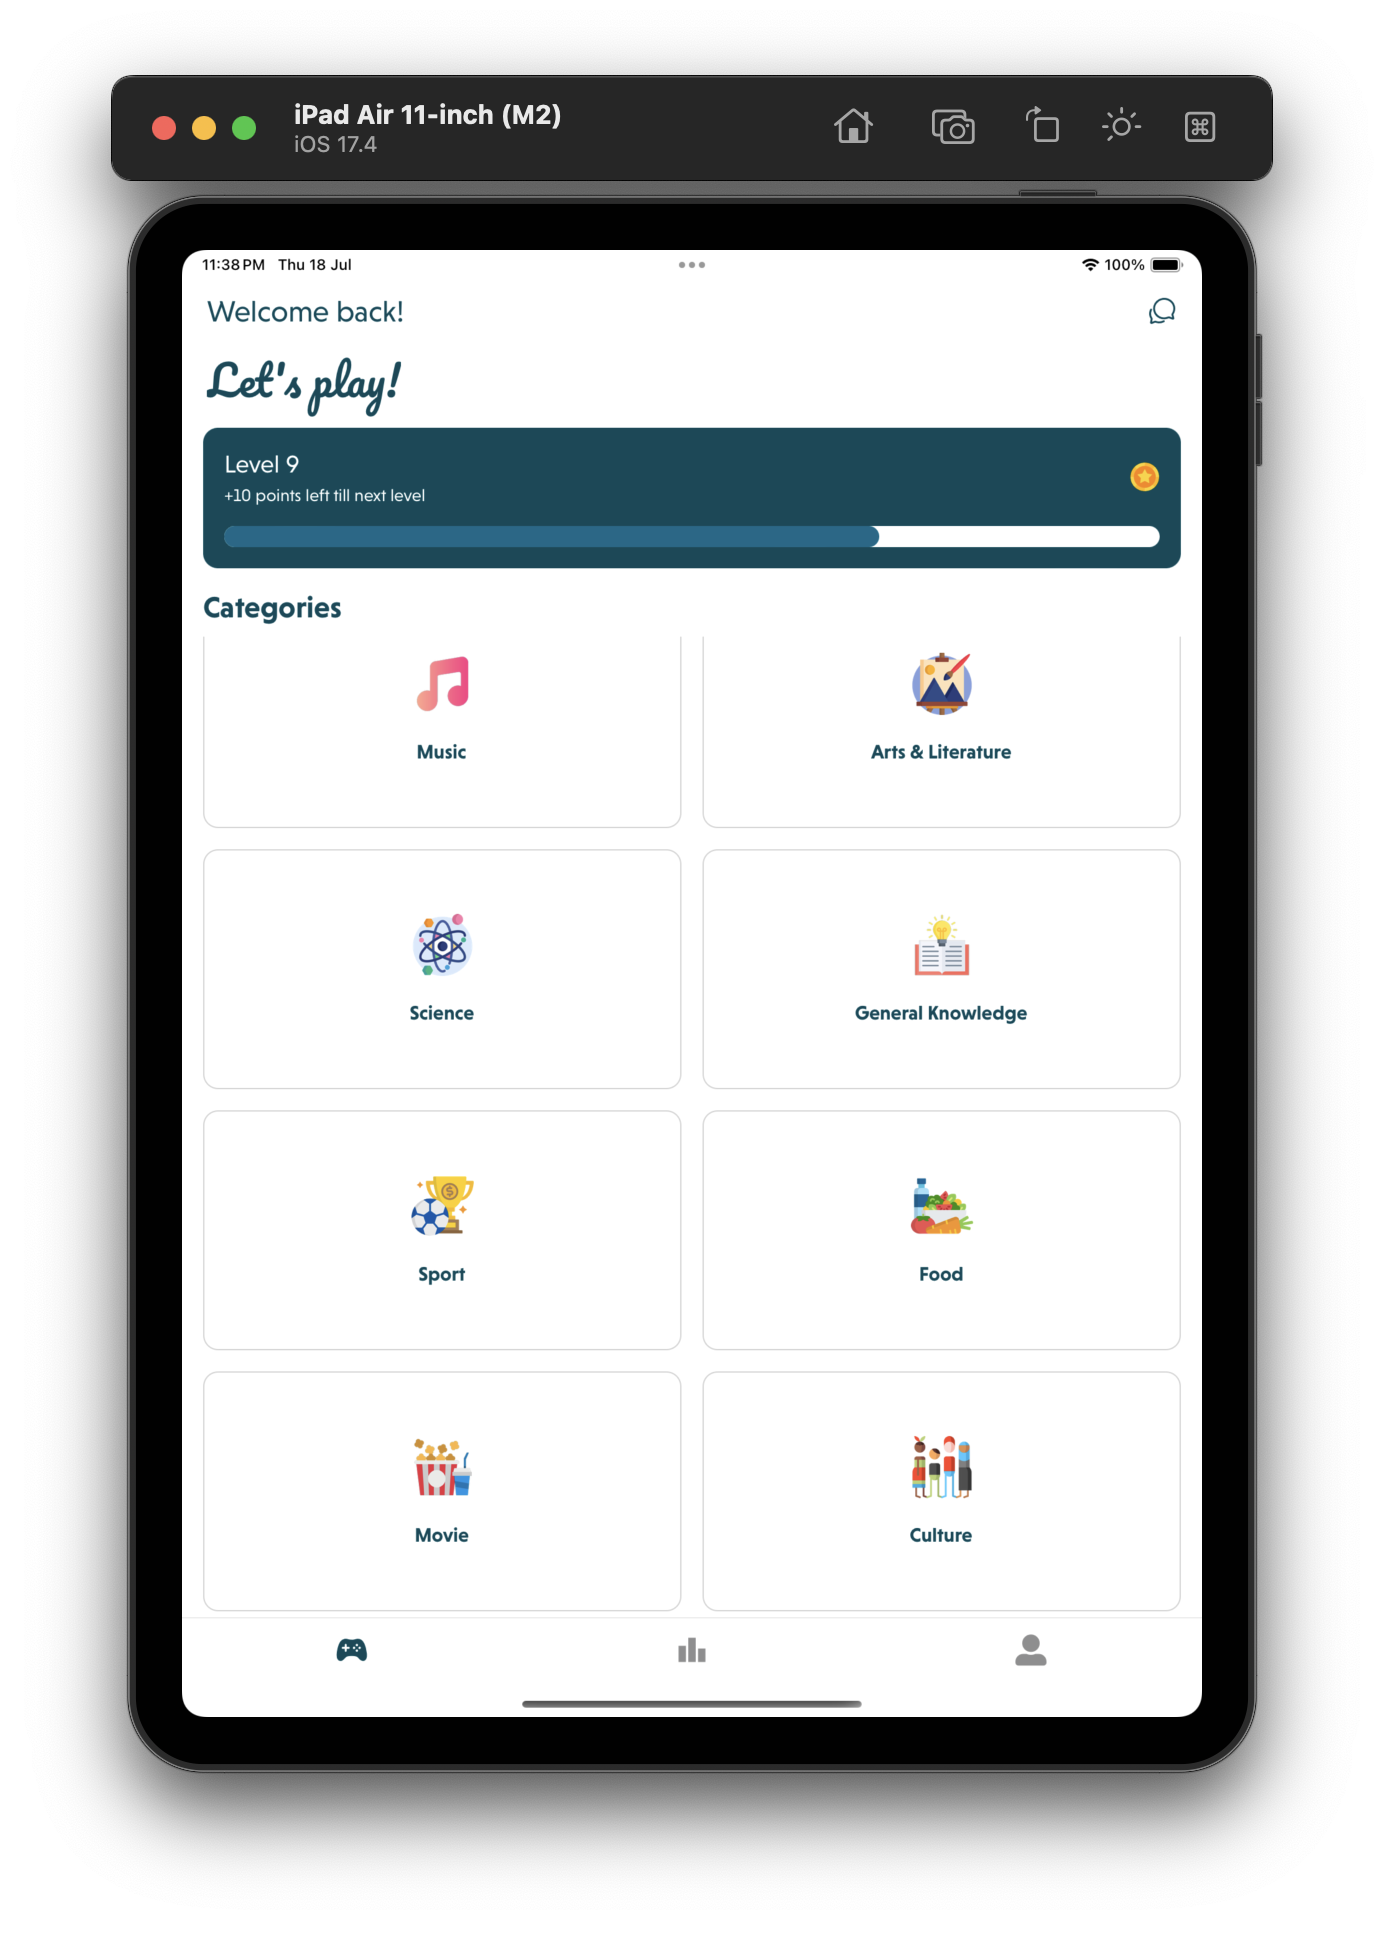 iPad Air 11-inch (M2)
iOS 17.4
11:38 PM Thu 18 Jul
100%
Welcome back!
Let's play!
Level 9
+10 points left till next level
Categories
Music
Arts & Literature
Science
General Knowledge
Sport
Food
Movie
Culture